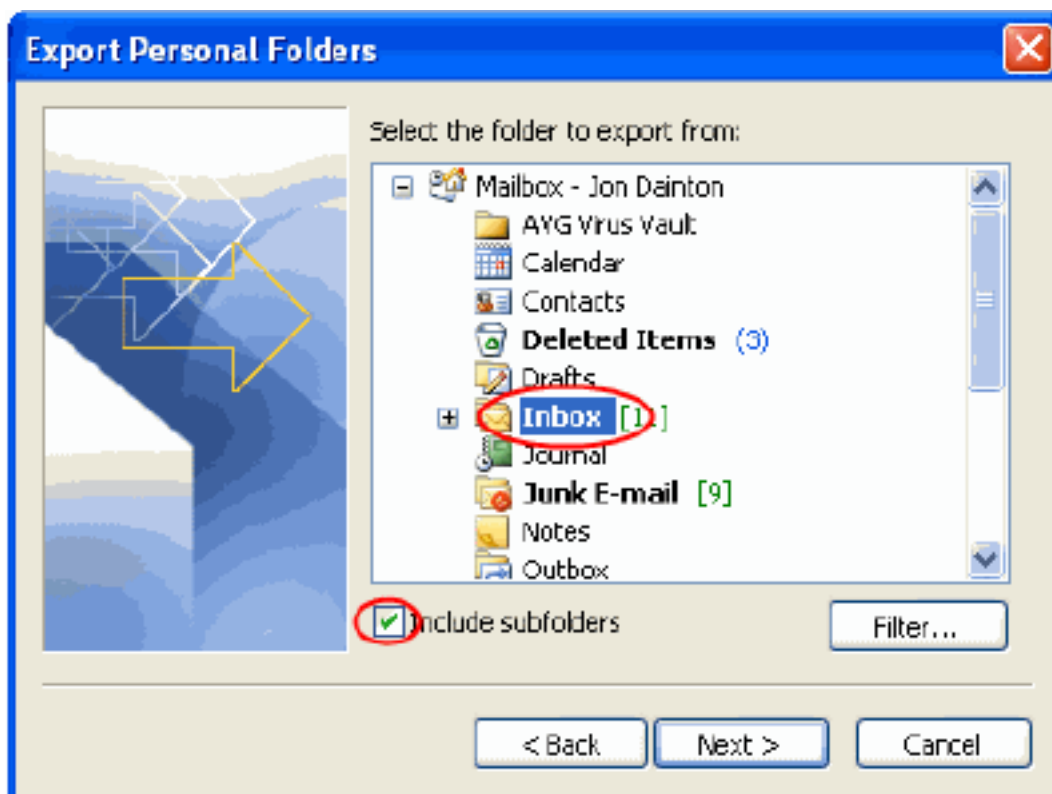 Export Personal Folders
Select the folder to export from:
Mailbox - Jon Dainton
AVG Virus Vault
Calendar
Contacts
Deleted Items (3)
Drafts
Inbox [11]
Journal
Junk E-mail [9]
Notes
Outbox
Include subfolders
Filter...
< Back Next > Cancel